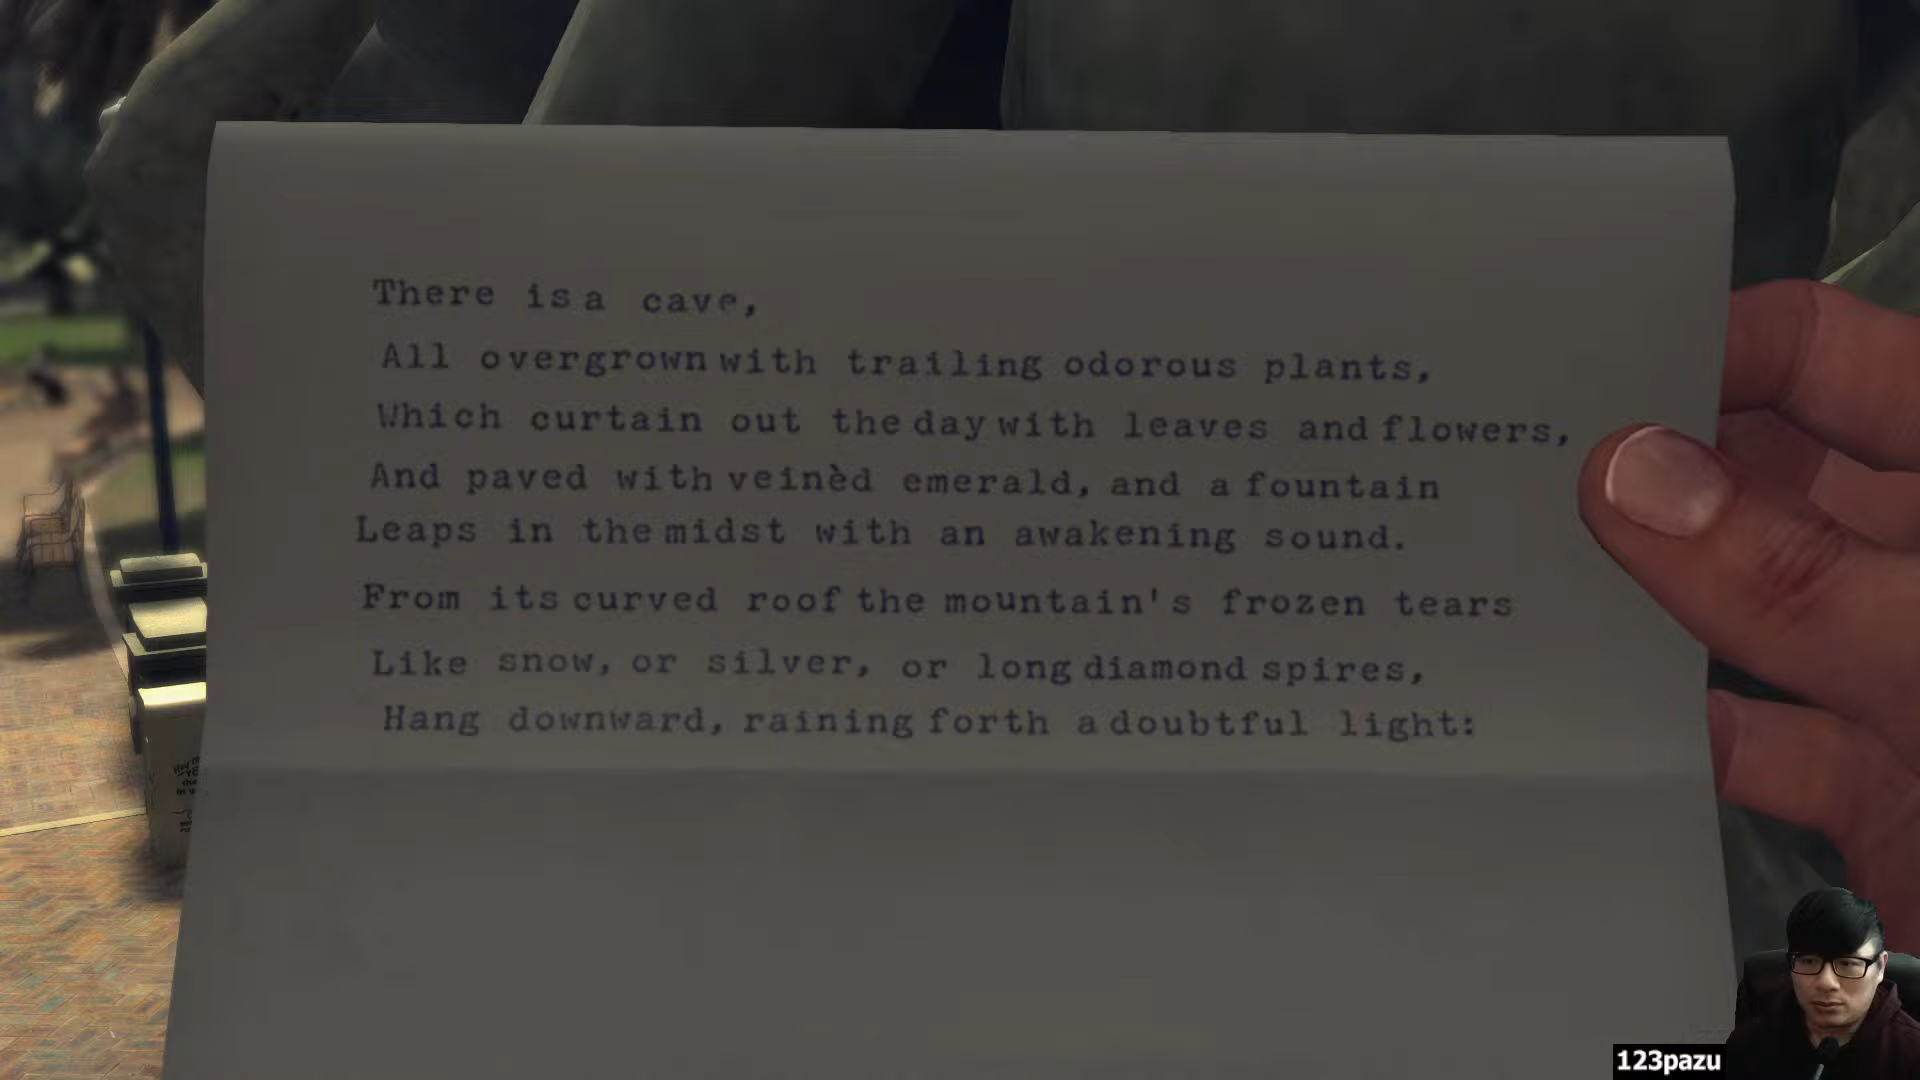 There is a cave,
All overgrown with trailing odorous plants,
Which curtain out the day with leaves and flowers,
And paved with veinèd emerald, and a fountain
Leaps in the midst with an awakening sound.
From its curved roof the mountain's frozen tears
Like snow, or silver, or long diamond spires,
Hang downward, raining forth a doubtful light:
123pazu